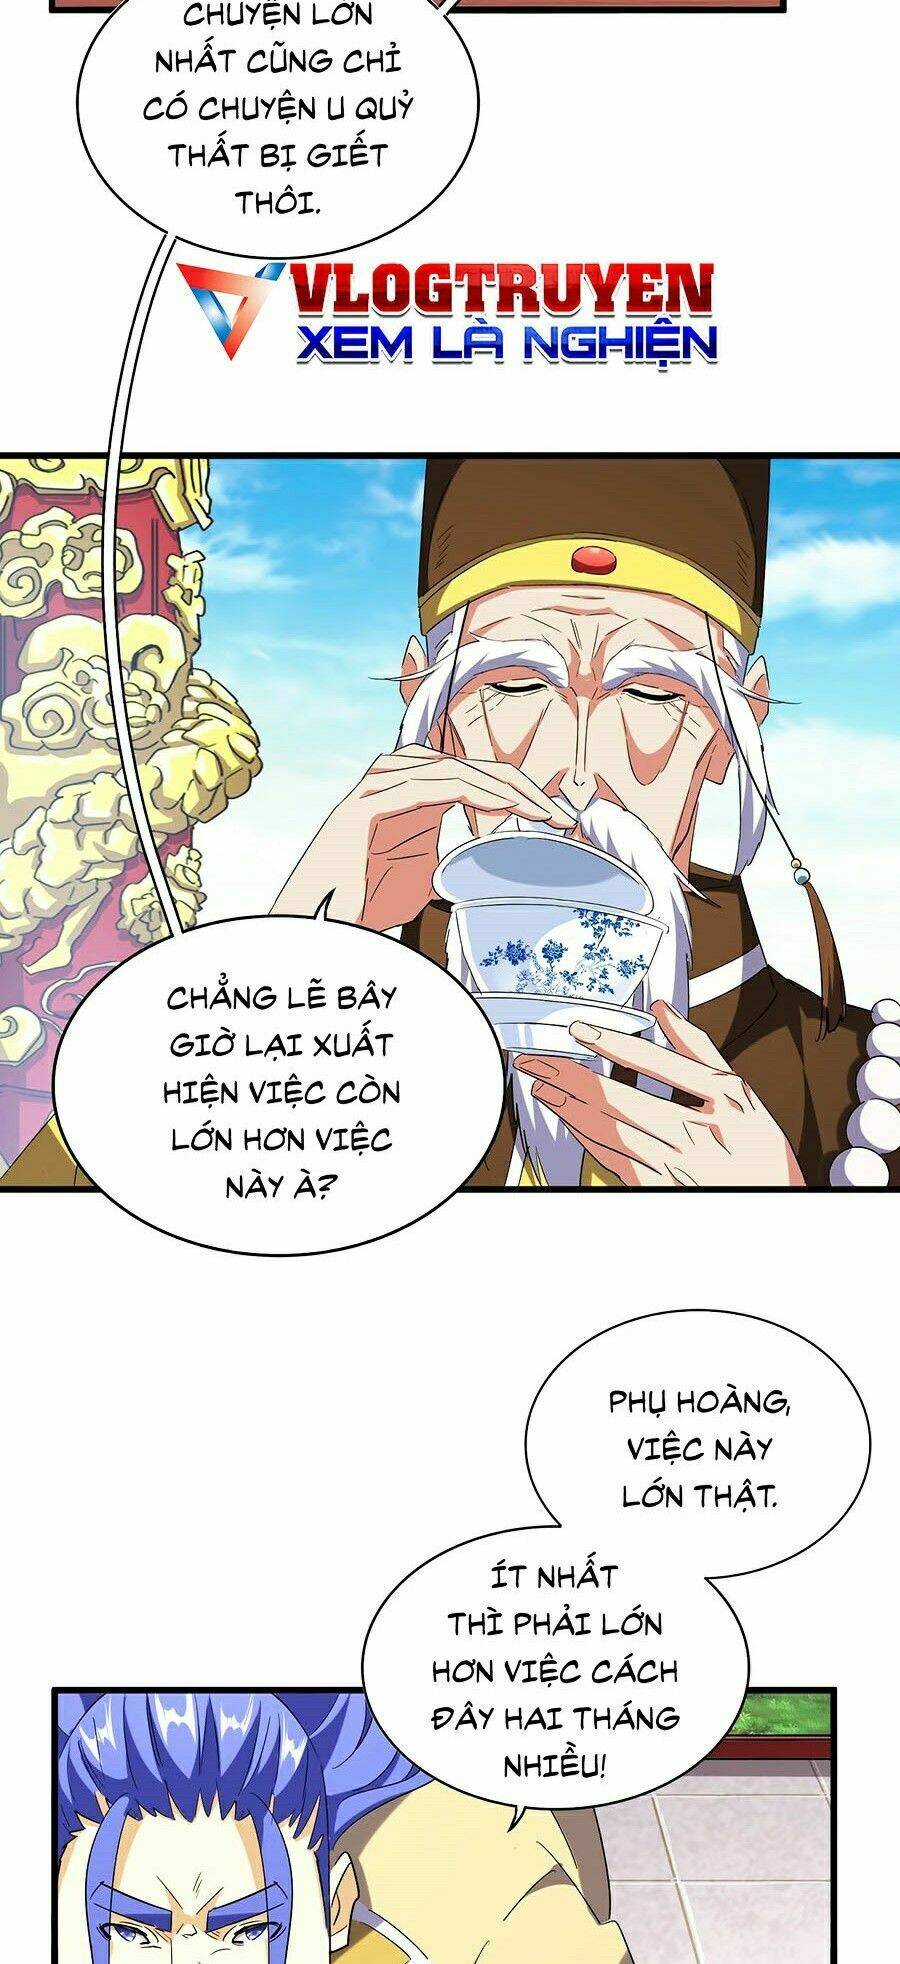 CHUYỆN LỚN
NHẤT CŨNG CHỈ
CÓ CHUYỆN U QUỶ
THẤT BỊ GIẾT
THÔI.
VLOGTRUYEN
XEM LÀ NGHIỆN
CHẲNG LẼ BÂY
GIỜ LẠI XUẤT
HIỆN VIỆC CÒN
LỚN HƠN VIỆC
NÀY À?
PHỤ HOÀNG,
VIỆC NÀY
LỚN THẬT.
ÍT NHẤT
THÌ PHẢI LỚN
HƠN VIỆC CÁCH
ĐÂY HAI THÁNG
NHIỀU!